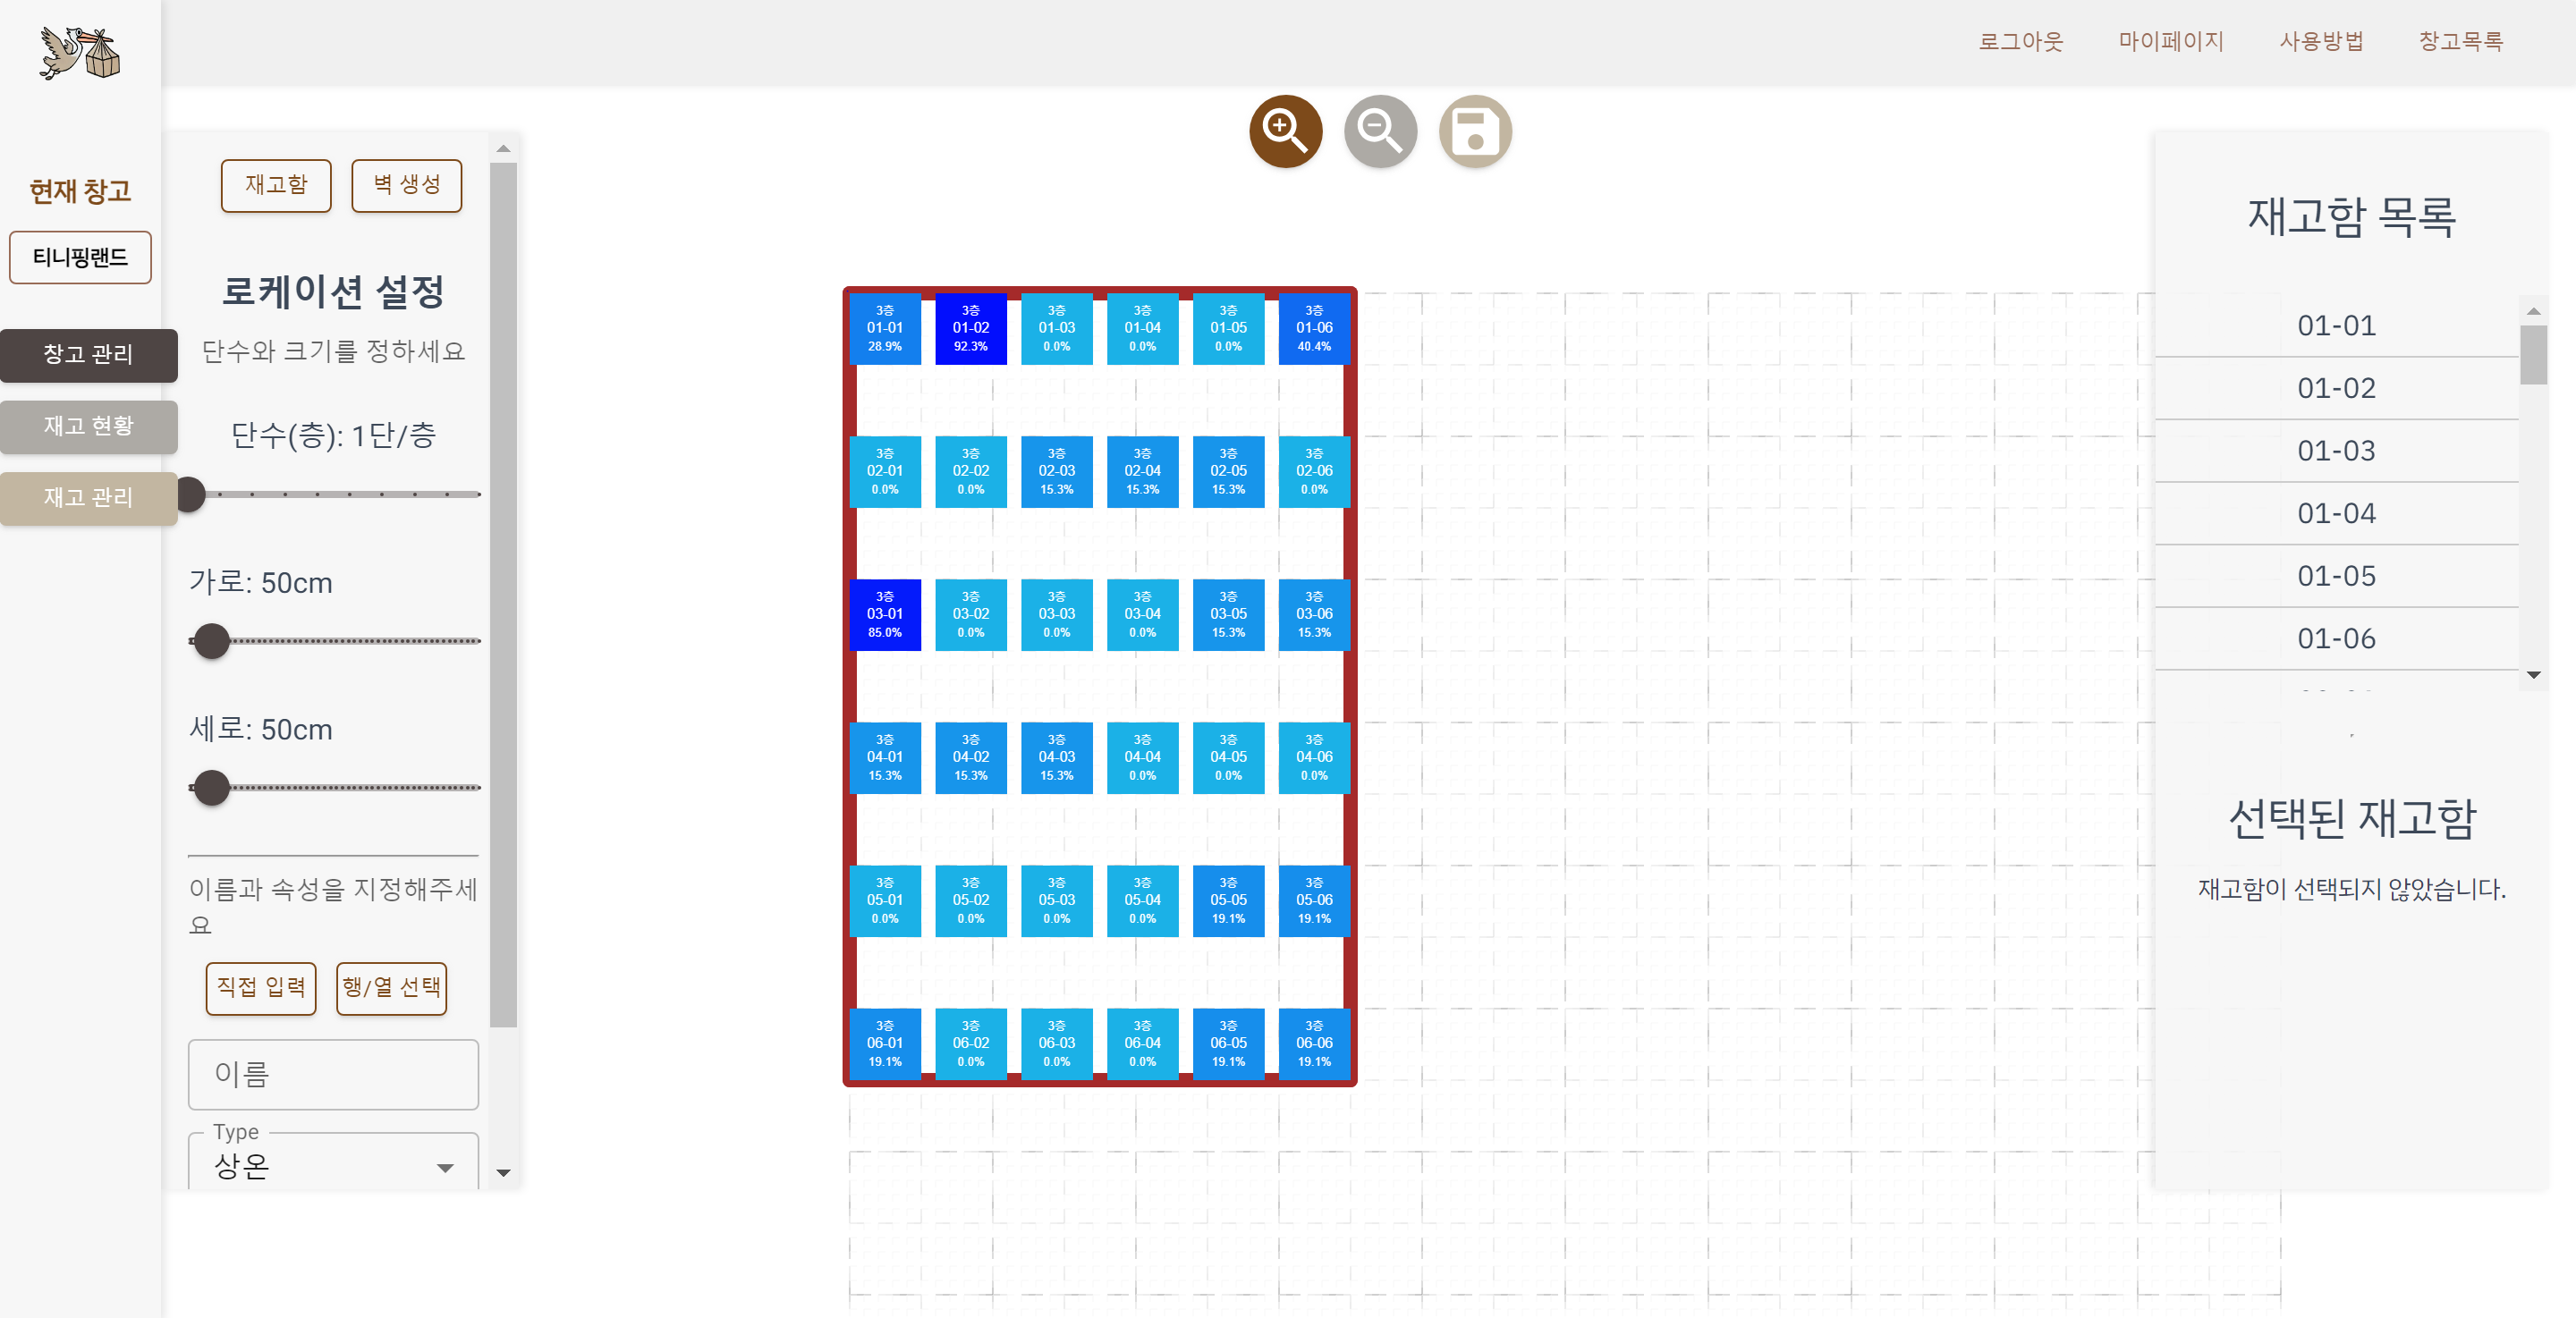 로그아웃 마이페이지 사용방법 창고목록
현재 창고
티니핑랜드
창고 관리
재고 현황
재고 관리
재고함 벽 생성
로케이션 설정
단수와 크기를 정하세요
단수(층): 1단/층
가로: 50cm
세로: 50cm
이름과 속성을 지정해주세
요
직접 입력 행/열 선택
이름
Type
상온
3층 3층 3층 3층 3층 3층
01-01 01-02 01-03 01-04 01-05 01-06
28.9% 92.3% 0.0% 0.0% 0.0% 40.4%
3층 3층 3층 3층 3층 3층
02-01 02-02 02-03 02-04 02-05 02-06
0.0% 0.0% 15.3% 15.3% 15.3% 0.0%
3층 3층 3층 3층 3층 3층
03-01 03-02 03-03 03-04 03-05 03-06
85.0% 0.0% 0.0% 0.0% 15.3% 15.3%
3층 3층 3층 3층 3층 3층
04-01 04-02 04-03 04-04 04-05 04-06
15.3% 15.3% 15.3% 0.0% 0.0% 0.0%
3층 3층 3층 3층 3층 3층
05-01 05-02 05-03 05-04 05-05 05-06
0.0% 0.0% 0.0% 0.0% 19.1% 19.1%
3층 3층 3층 3층 3층 3층
06-01 06-02 06-03 06-04 06-05 06-06
19.1% 0.0% 0.0% 0.0% 19.1% 19.1%
재고함 목록
01-01
01-02
01-03
01-04
01-05
01-06
선택된 재고함
재고함이 선택되지 않았습니다.